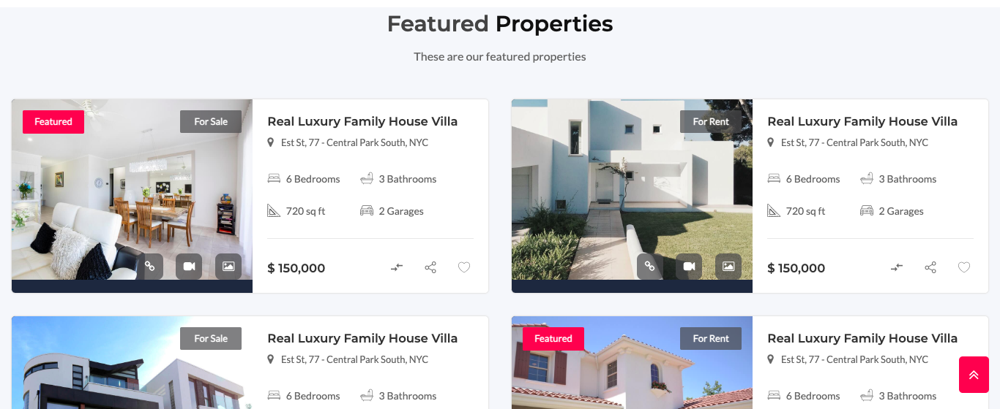 Featured Properties
These are our featured properties
Featured
For Sale
Real Luxury Family House Villa
Est St, 77 - Central Park South, NYC
6 Bedrooms
3 Bathrooms
720 sq ft
2 Garages
$ 150,000
For Rent
Real Luxury Family House Villa
Est St, 77 - Central Park South, NYC
6 Bedrooms
3 Bathrooms
720 sq ft
2 Garages
$ 150,000
For Sale
Real Luxury Family House Villa
Est St, 77 - Central Park South, NYC
6 Bedrooms
3 Bathrooms
Featured
For Rent
Real Luxury Family House Villa
Est St, 77 - Central Park South, NYC
6 Bedrooms
3 Bathrooms